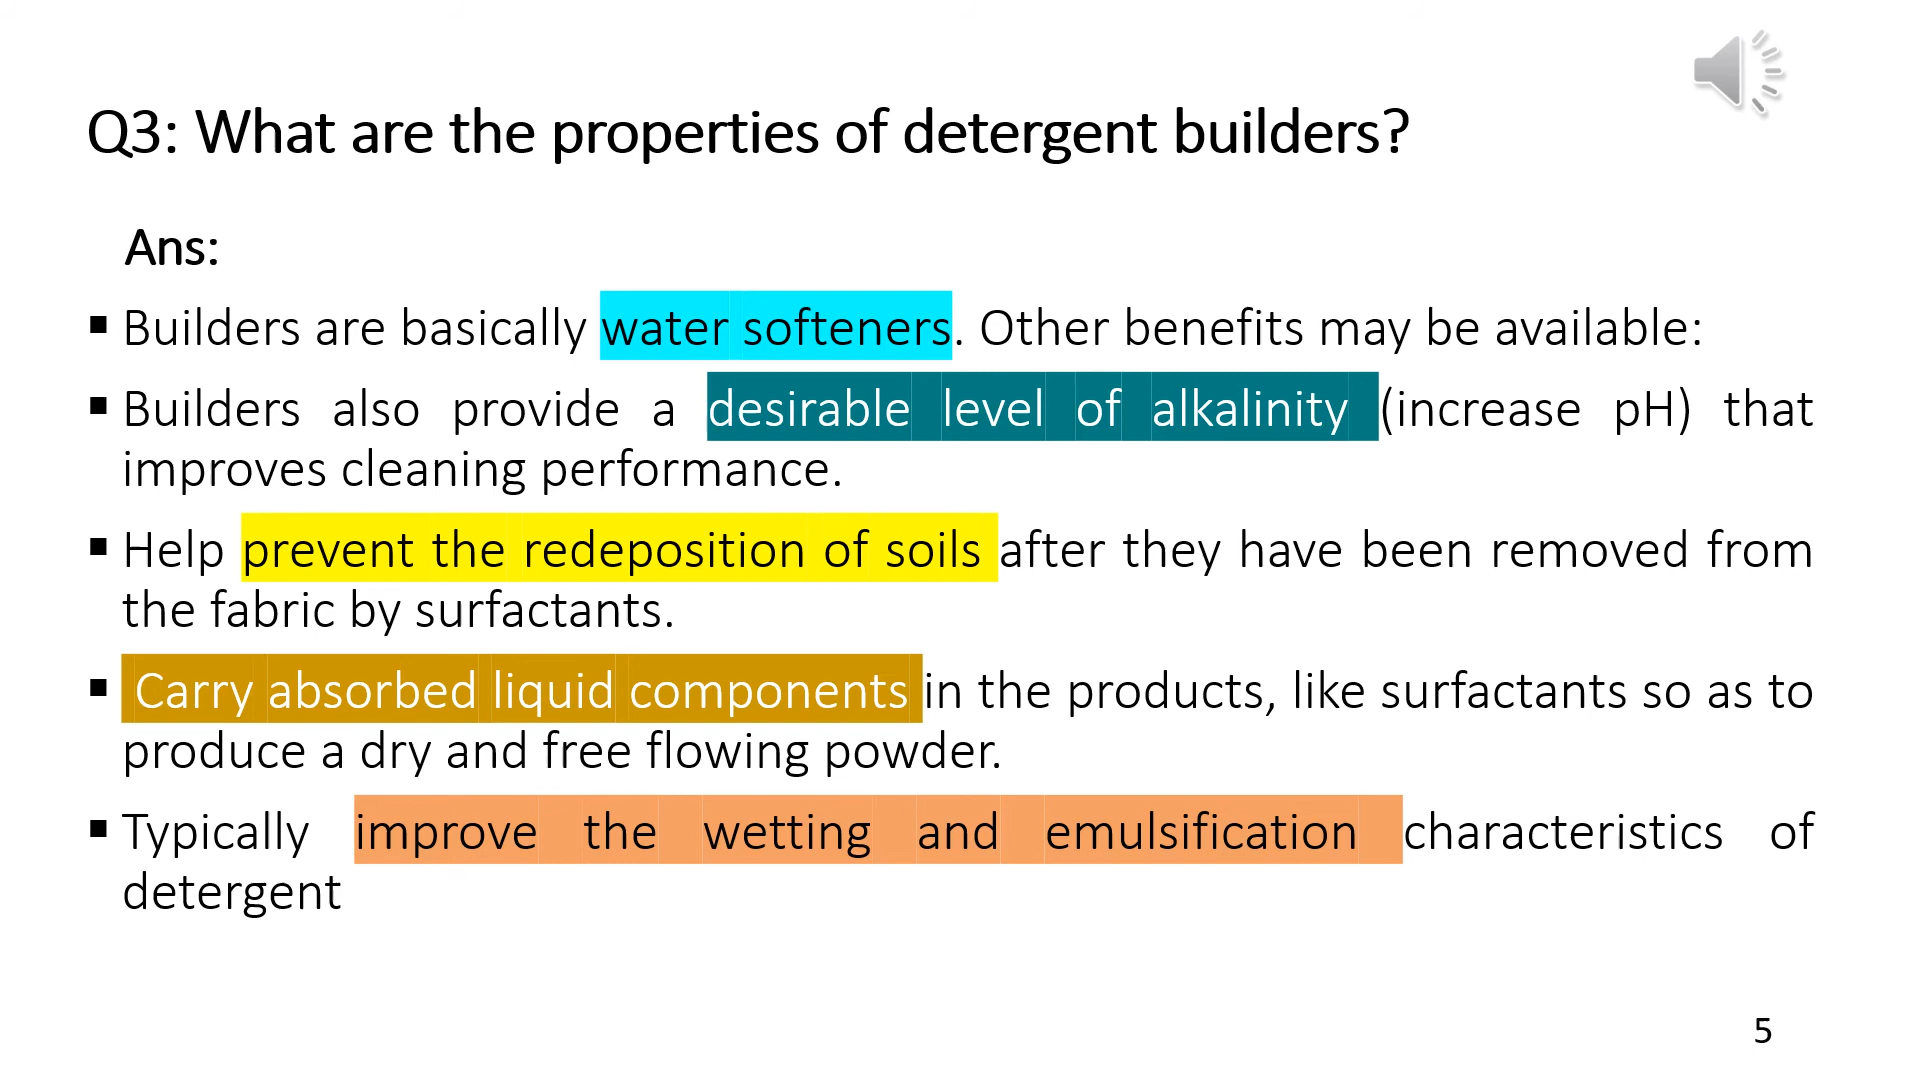 Q3: What are the properties of detergent builders?
Ans:
▪ Builders are basically water softeners. Other benefits may be available:
▪ Builders also provide a desirable level of alkalinity (increase pH) that
improves cleaning performance.
▪ Help prevent the redeposition of soils after they have been removed from
the fabric by surfactants.
▪ Carry absorbed liquid components in the products, like surfactants so as to
produce a dry and free flowing powder.
▪ Typically improve the wetting and emulsification characteristics of
detergent
5